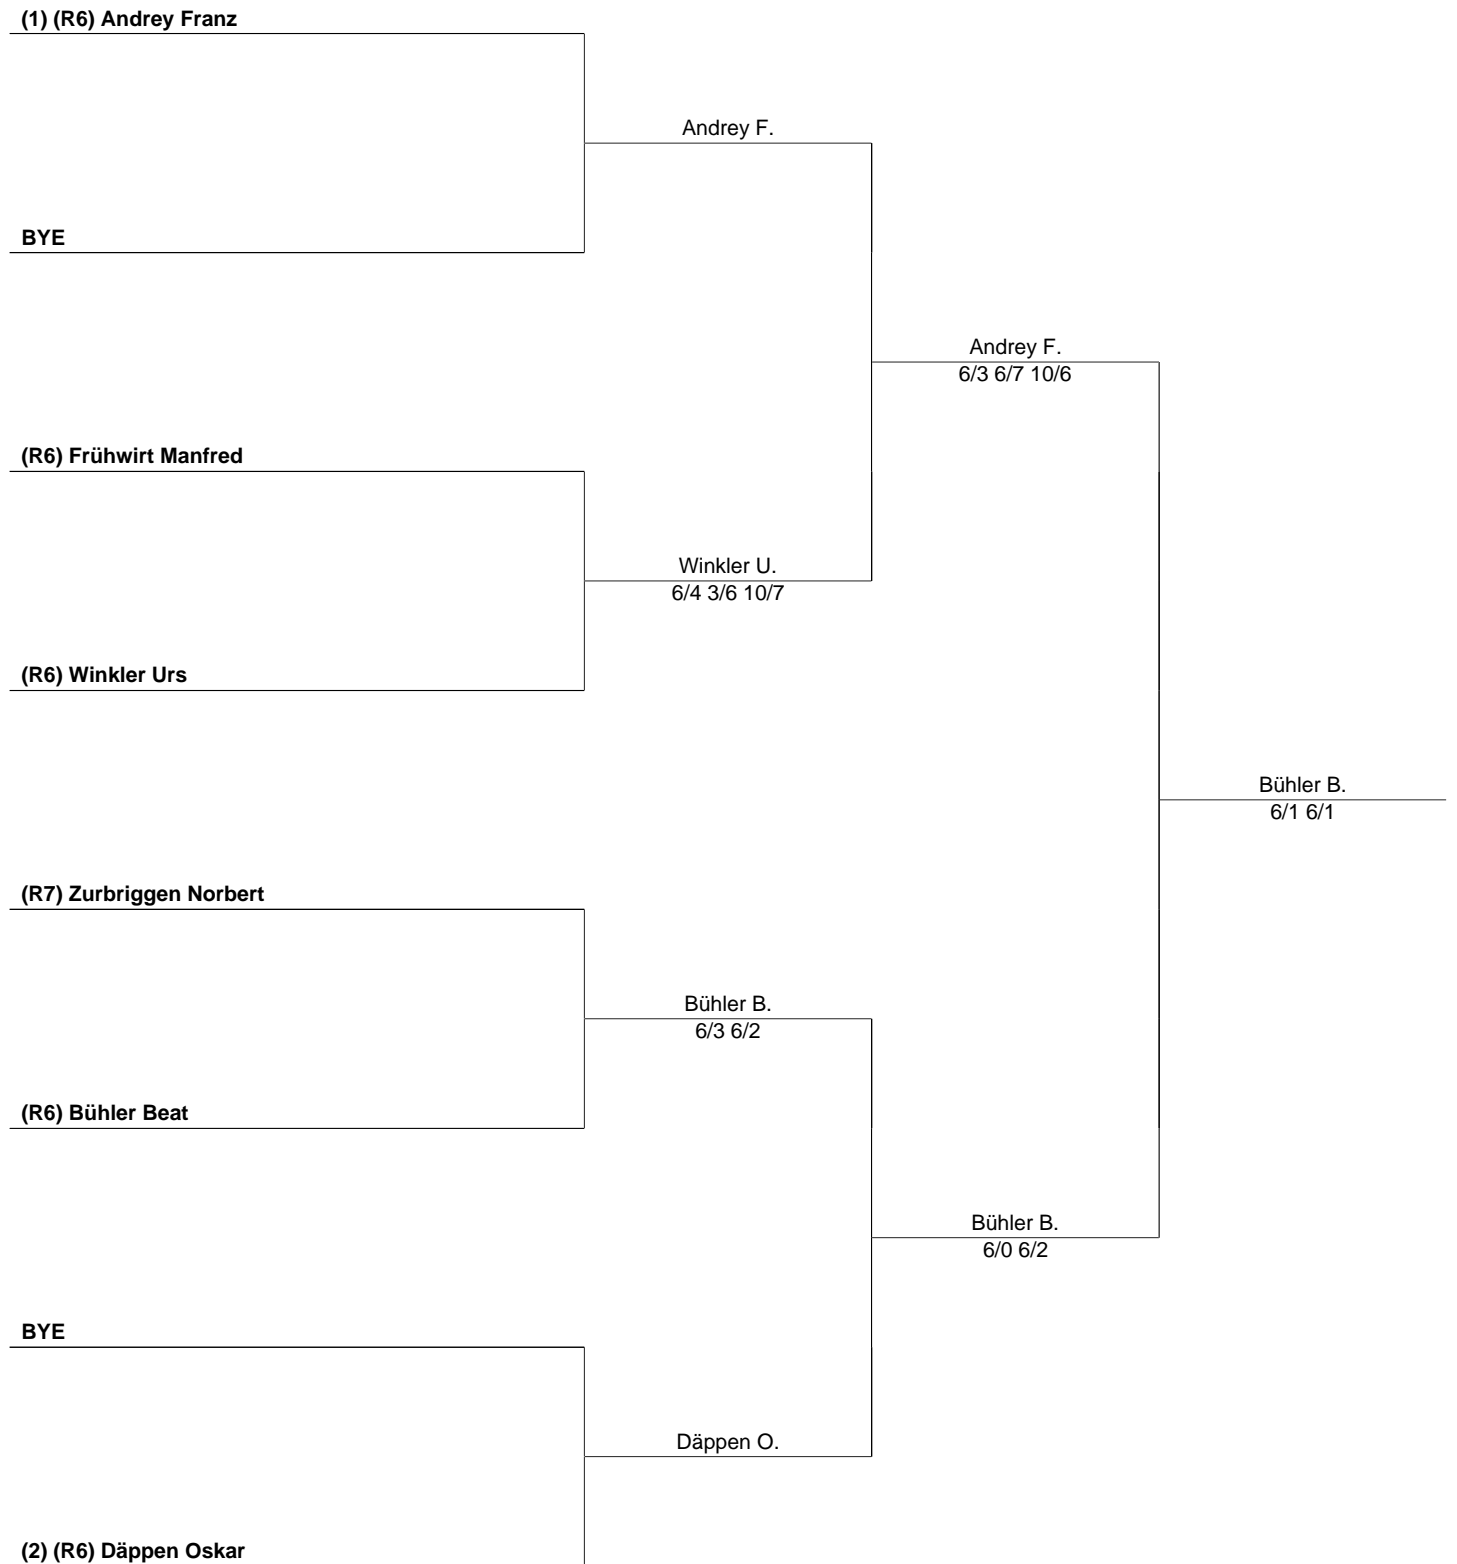 (1) (R6) Andrey Franz
Andrey F.
BYE
Andrey F.
6/3 6/7 10/6
(R6) Frühwirt Manfred
Winkler U.
6/4 3/6 10/7
(R6) Winkler Urs
Bühler B.
6/1 6/1
(R7) Zurbriggen Norbert
Bühler B.
6/3 6/2
(R6) Bühler Beat
Bühler B.
6/0 6/2
BYE
Däppen O.
(2) (R6) Däppen Oskar